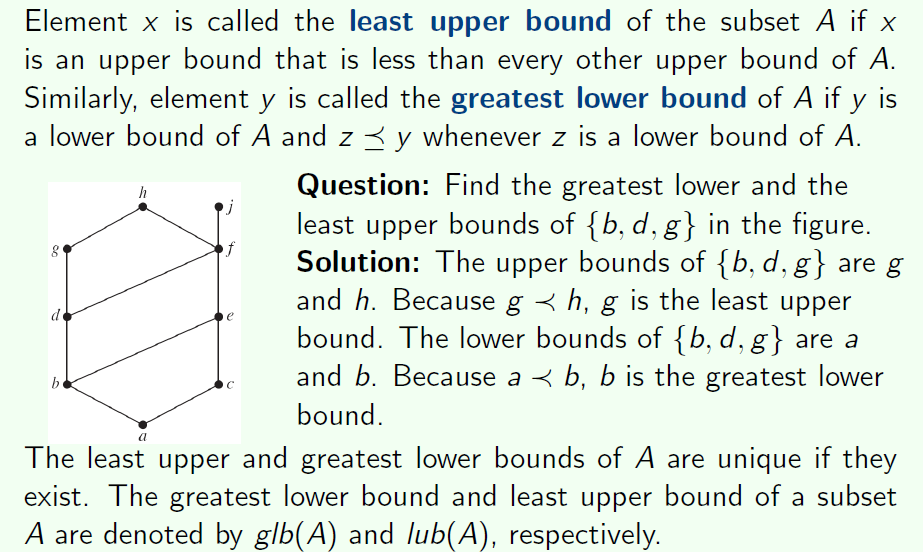 Element x is called the least upper bound of the subset A if x
is an upper bound that is less than every other upper bound of A.
Similarly, element y is called the greatest lower bound of A if y is
a lower bound of A and z ⪯ y whenever z is a lower bound of A.
h
j
g
f
d
e
b
c
a
Question: Find the greatest lower and the
least upper bounds of {b, d, g} in the figure.
Solution: The upper bounds of {b, d, g} are g
and h. Because g ≺ h, g is the least upper
bound. The lower bounds of {b, d, g} are a
and b. Because a ≺ b, b is the greatest lower
bound.
The least upper and greatest lower bounds of A are unique if they
exist. The greatest lower bound and least upper bound of a subset
A are denoted by glb(A) and lub(A), respectively.